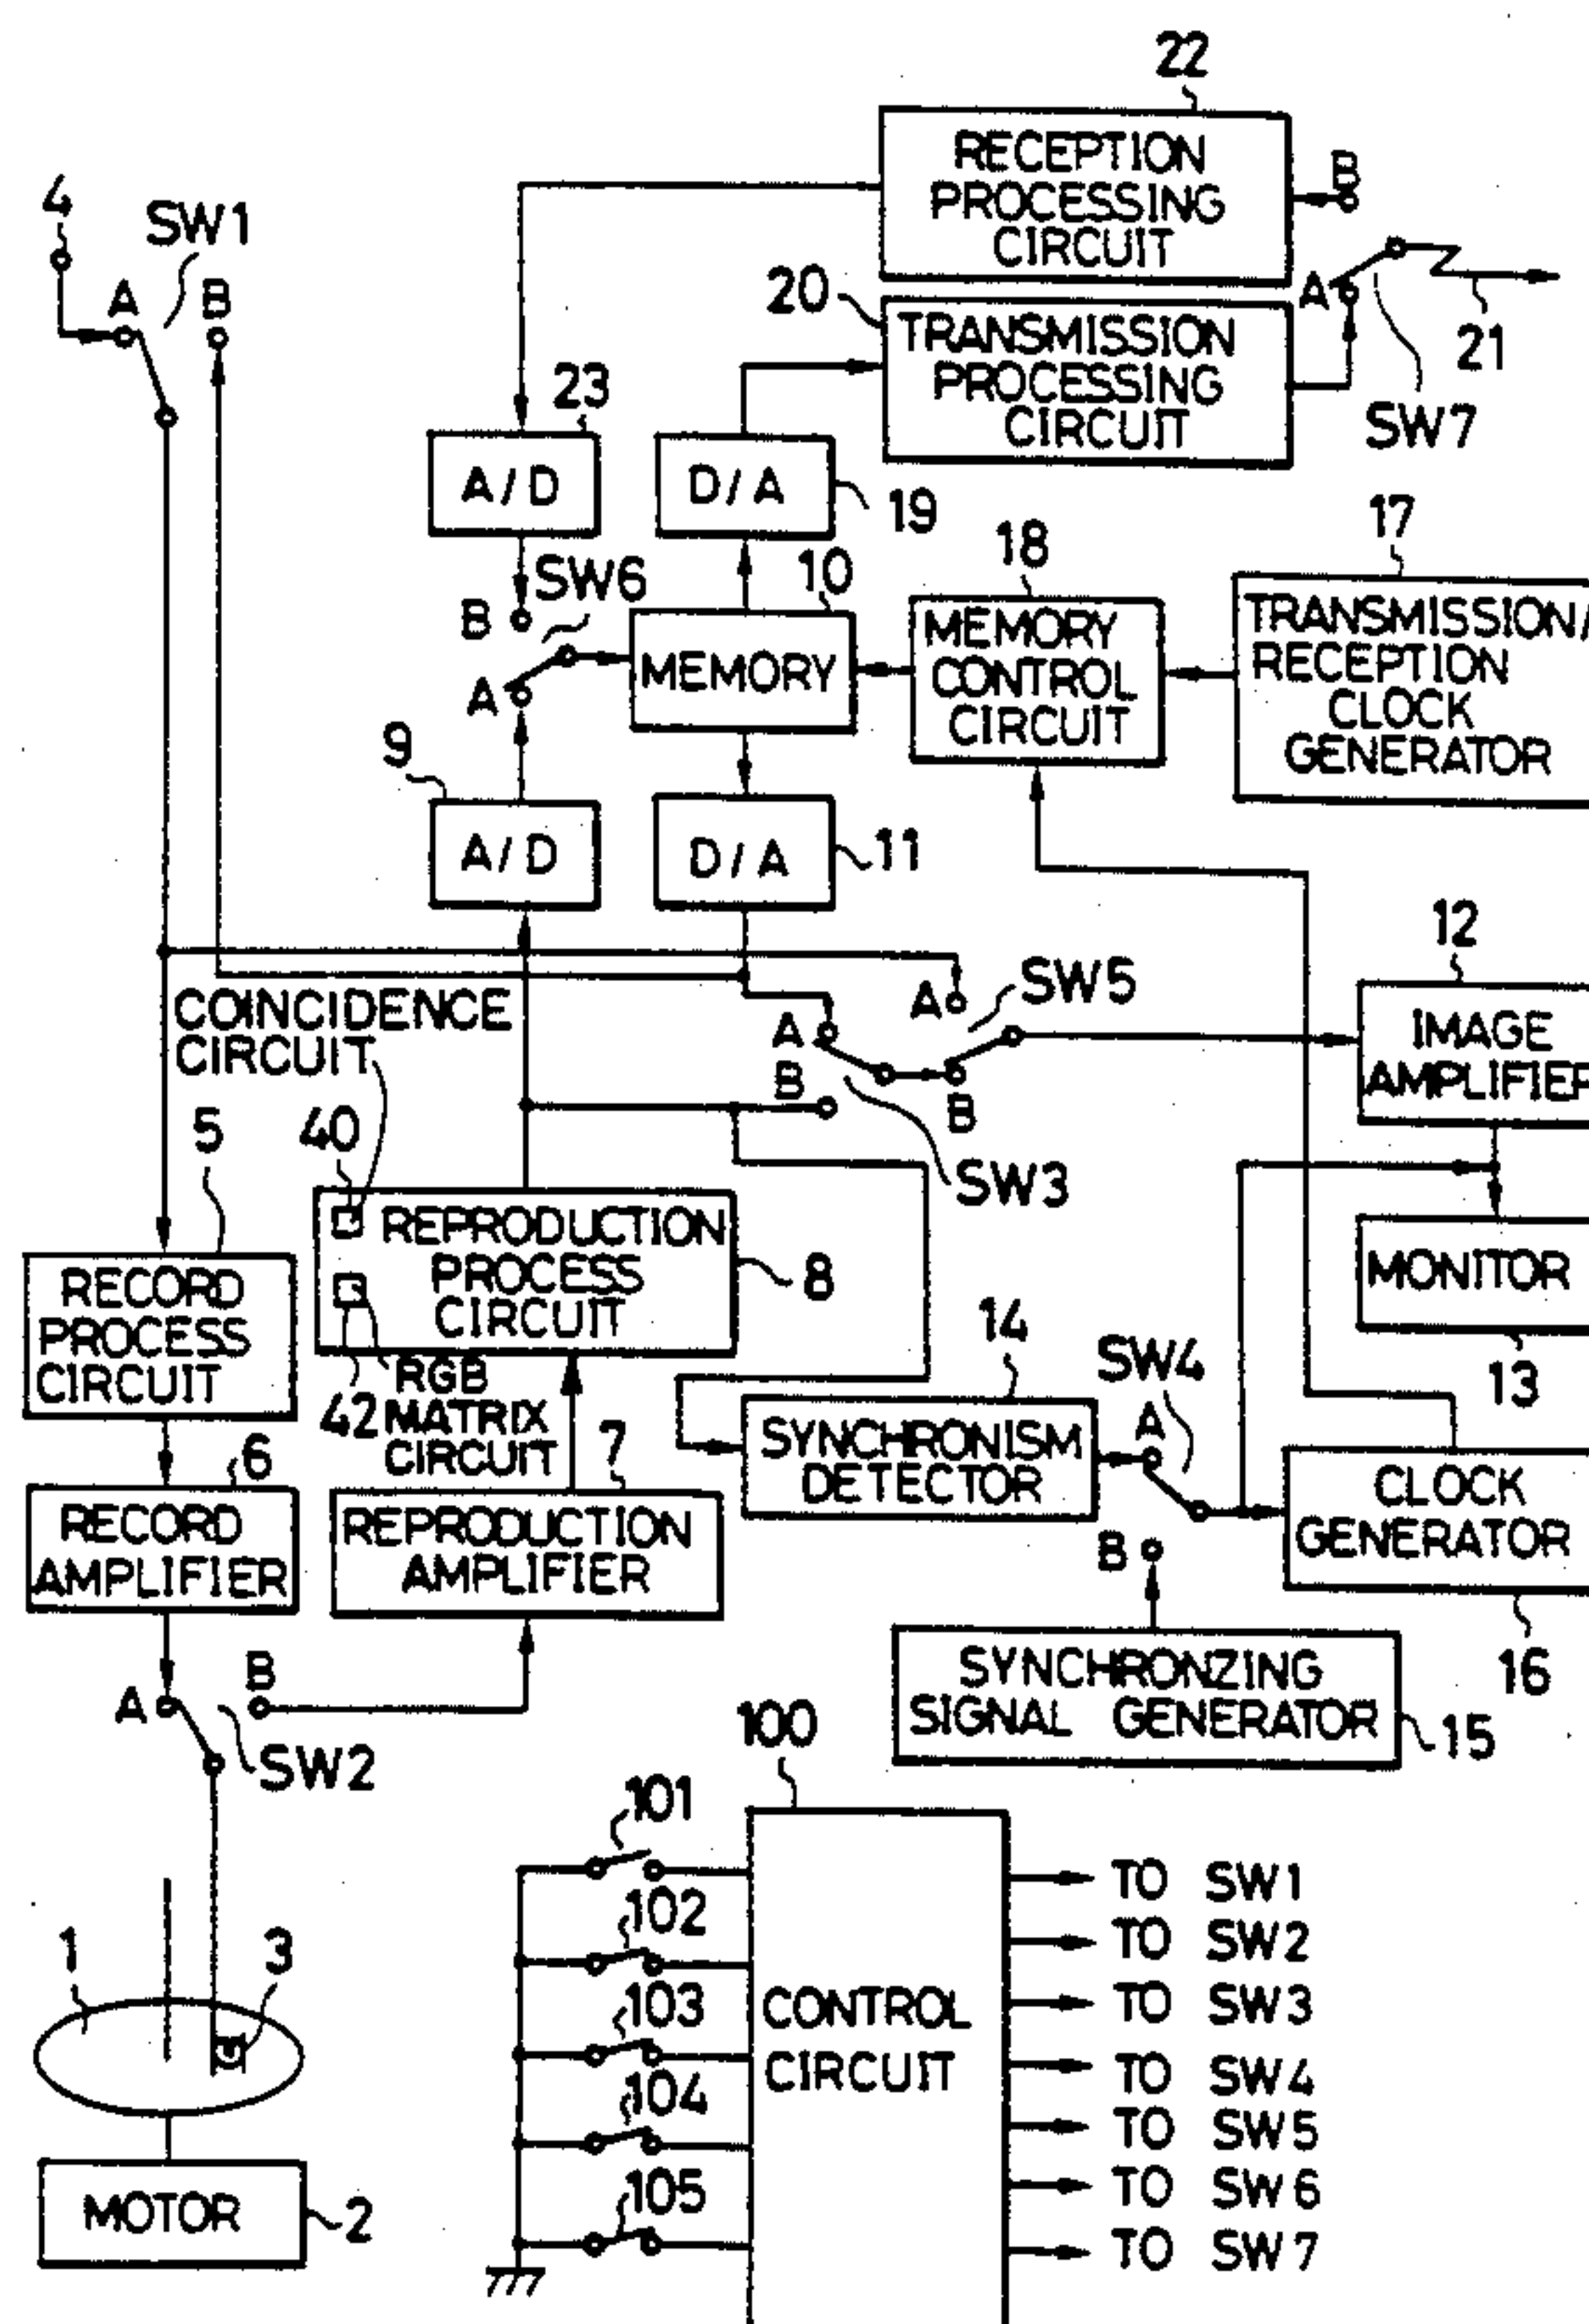 22
RECEPTION
PROCESSING
CIRCUIT
B
4
SW1
A
B
20
TRANSMISSION
PROCESSING
CIRCUIT
A
21
SW7
23
A/D
D/A
19
17
18
10
SW6
B
A
MEMORY
MEMORY
CONTROL
CIRCUIT
TRANSMISSION/
RECEPTION
CLOCK
GENERATOR
9
A/D
D/A
11
12
COINCIDENCE
CIRCUIT
A
SW5
A
B
B
IMAGE
AMPLIFIER
5
40
SW3
REPRODUCTION
PROCESS
CIRCUIT
8
MONITOR
13
RECORD
PROCESS
CIRCUIT
42
RGB
MATRIX
CIRCUIT
14
SW4
A
SYNCHRONISM
DETECTOR
B
CLOCK
GENERATOR
16
6
RECORD
AMPLIFIER
7
REPRODUCTION
AMPLIFIER
SYNCHRONZING
SIGNAL GENERATOR
15
A
B
SW2
100
101
102
103
104
105
CONTROL
CIRCUIT
TO SW1
TO SW2
TO SW3
TO SW4
TO SW5
TO SW6
TO SW7
1
3
MOTOR
2